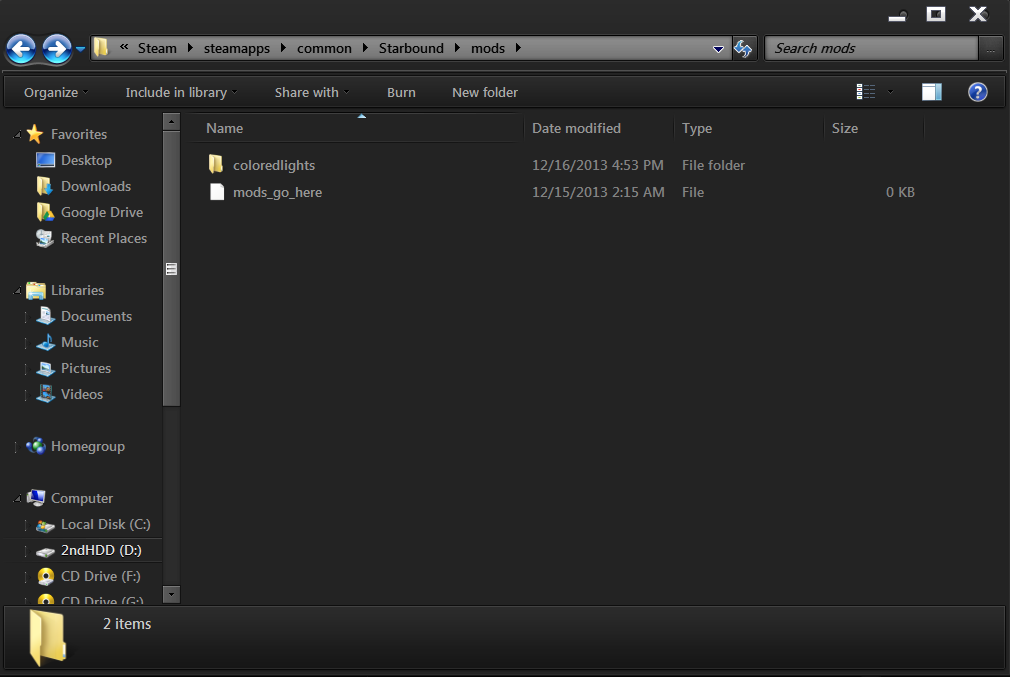 « Steam steamapps common Starbound mods
Search mods
...
Organize Include in library Share with Burn New folder
Name Date modified Type Size
coloredlights 12/16/2013 4:53 PM File folder
mods_go_here 12/15/2013 2:15 AM File 0 KB
Favorites
Desktop
Downloads
Google Drive
Recent Places
Libraries
Documents
Music
Pictures
Videos
Homegroup
Computer
Local Disk (C:)
2ndHDD (D:)
CD Drive (F:)
CD Drive (G:)
2 items